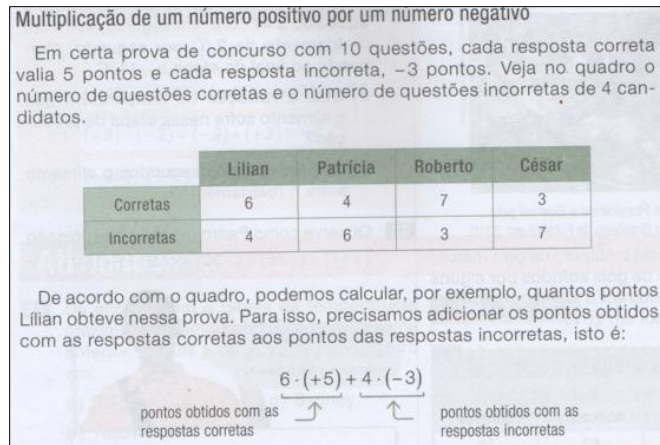 Multiplicação de um número positivo por um número negativo
Em certa prova de concurso com 10 questões, cada resposta correta
valia 5 pontos e cada resposta incorreta, −3 pontos. Veja no quadro o
número de questões corretas e o número de questões incorretas de 4 can-
didatos.
Lilian Patrícia Roberto César
Corretas 6 4 7 3
Incorretas 4 6 3 7
De acordo com o quadro, podemos calcular, por exemplo, quantos pontos
Lílian obteve nessa prova. Para isso, precisamos adicionar os pontos obtidos
com as respostas corretas aos pontos das respostas incorretas, isto é:
6 · (+5) + 4 · (−3)
pontos obtidos com as
respostas corretas
pontos obtidos com as
respostas incorretas